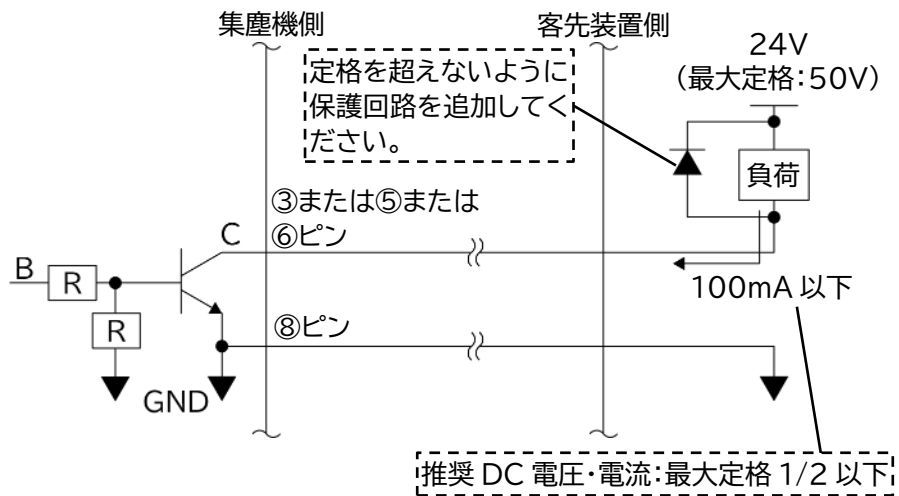 集塵機側
客先装置側
24V
（最大定格：50V）
定格を超えないように
保護回路を追加してく
ださい。
負荷
③または⑤または
⑥ピン
C
B
R
R
100mA 以下
⑧ピン
GND
推奨 DC 電圧・電流：最大定格 1/2 以下